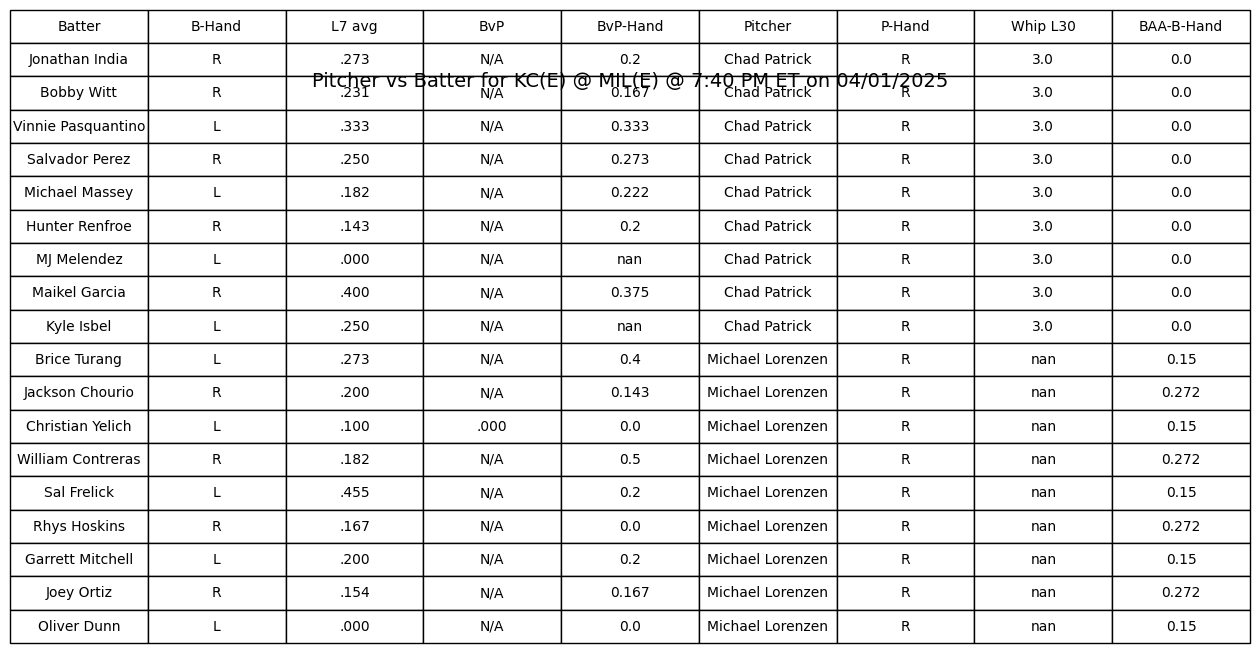 Batter B-Hand L7 avg BvP BvP-Hand Pitcher P-Hand Whip L30 BAA-B-Hand
Jonathan India R .273 N/A 0.2 Chad Patrick R 3.0 0.0
Pitcher vs Batter for KC(E) @ MIL(E) @ 7:40 PM ET on 04/01/2025
Bobby Witt R .231 N/A 0.167 Chad Patrick R 3.0 0.0
Vinnie Pasquantino L .333 N/A 0.333 Chad Patrick R 3.0 0.0
Salvador Perez R .250 N/A 0.273 Chad Patrick R 3.0 0.0
Michael Massey L .182 N/A 0.222 Chad Patrick R 3.0 0.0
Hunter Renfroe R .143 N/A 0.2 Chad Patrick R 3.0 0.0
MJ Melendez L .000 N/A nan Chad Patrick R 3.0 0.0
Maikel Garcia R .400 N/A 0.375 Chad Patrick R 3.0 0.0
Kyle Isbel L .250 N/A nan Chad Patrick R 3.0 0.0
Brice Turang L .273 N/A 0.4 Michael Lorenzen R nan 0.15
Jackson Chourio R .200 N/A 0.143 Michael Lorenzen R nan 0.272
Christian Yelich L .100 .000 0.0 Michael Lorenzen R nan 0.15
William Contreras R .182 N/A 0.5 Michael Lorenzen R nan 0.272
Sal Frelick L .455 N/A 0.2 Michael Lorenzen R nan 0.15
Rhys Hoskins R .167 N/A 0.0 Michael Lorenzen R nan 0.272
Garrett Mitchell L .200 N/A 0.2 Michael Lorenzen R nan 0.15
Joey Ortiz R .154 N/A 0.167 Michael Lorenzen R nan 0.272
Oliver Dunn L .000 N/A 0.0 Michael Lorenzen R nan 0.15